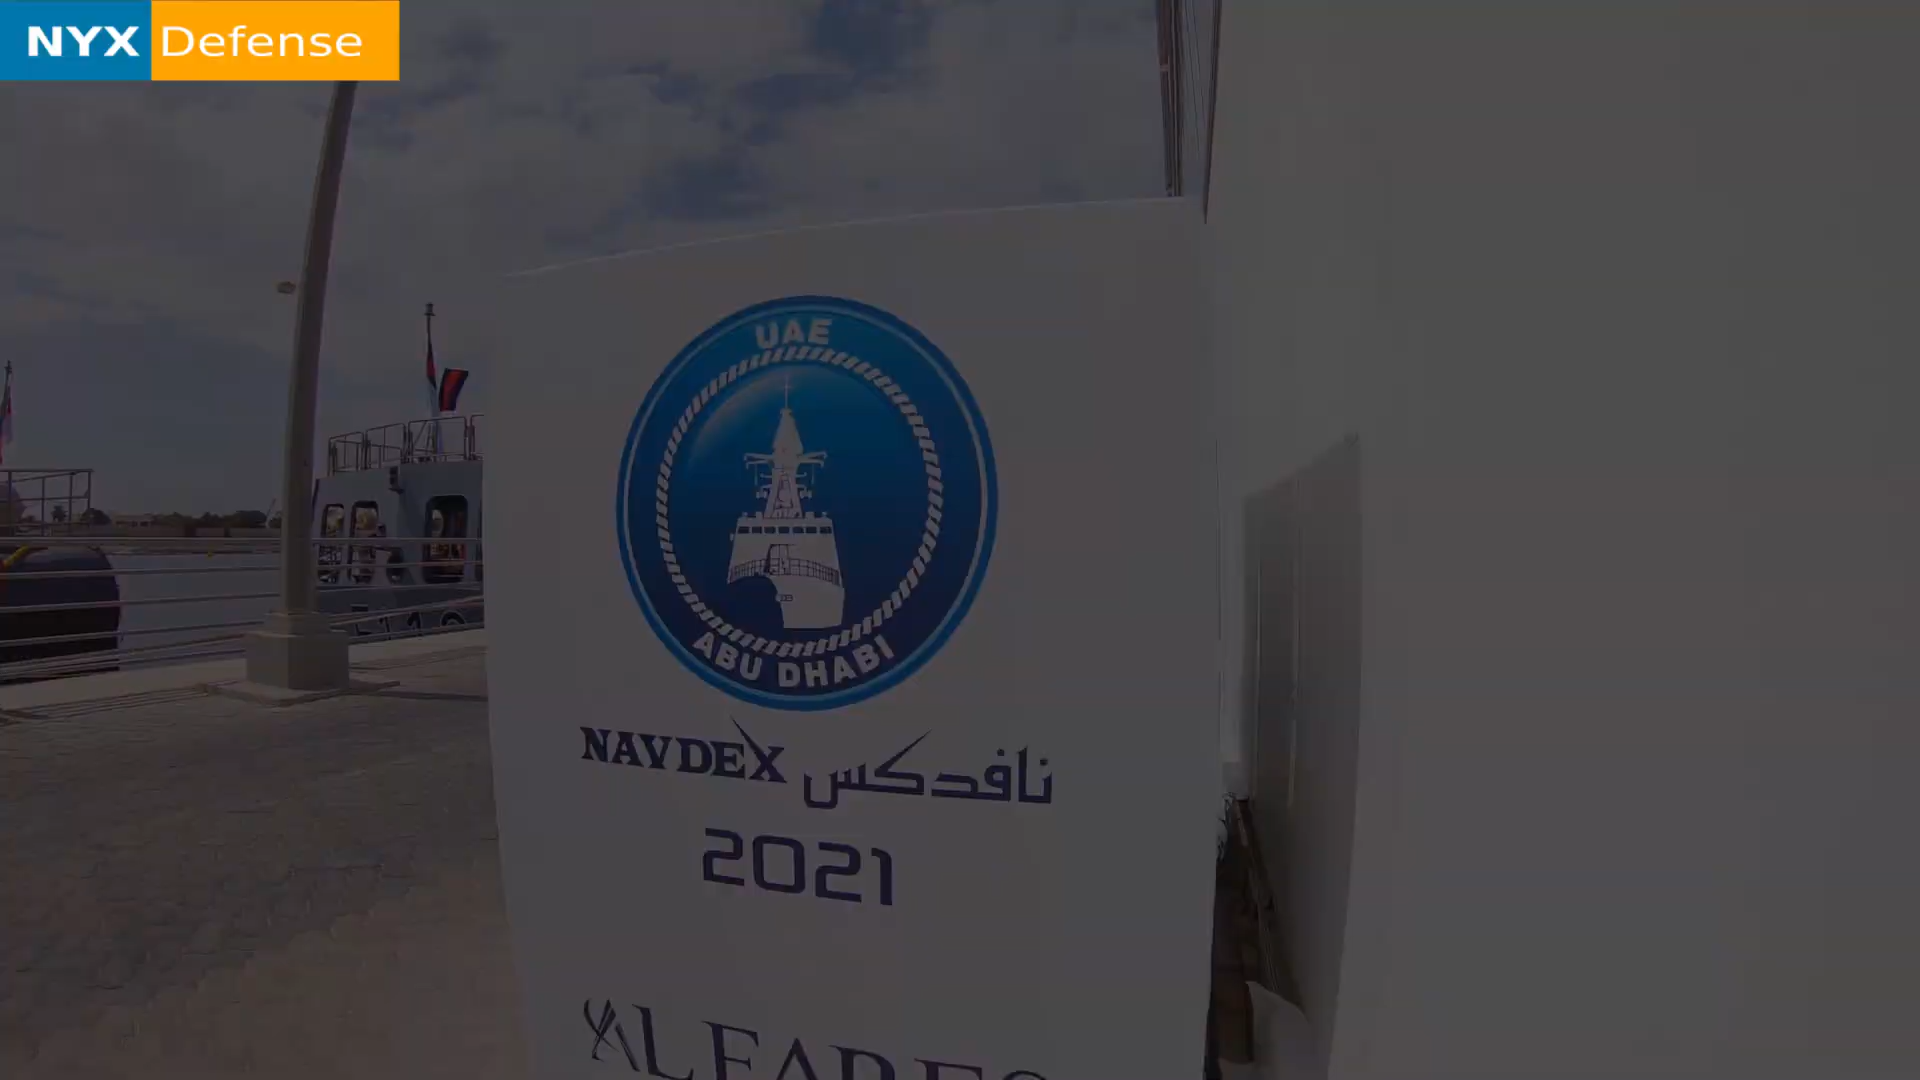 NYX Defense
UAE
ABU DHABI
NAVDEX نافدكس
2021